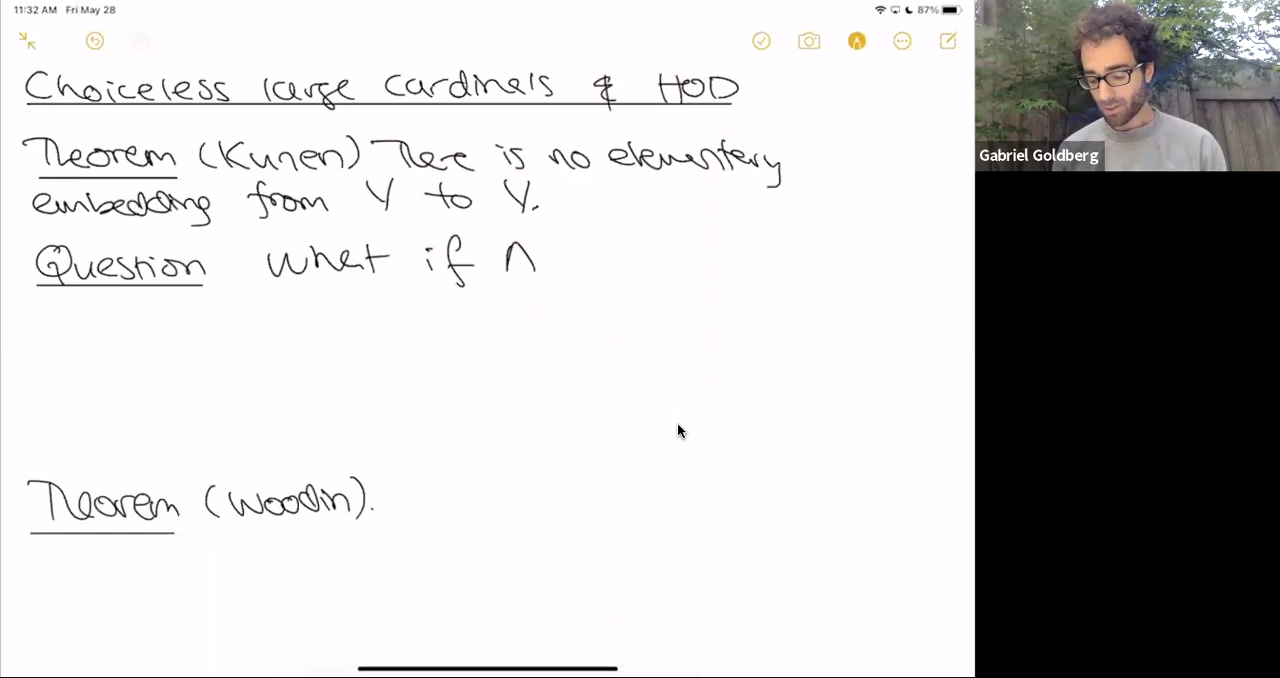 11:32 AM Fri May 28
87%
Choiceless large cardinals & HOD
Theorem (Kunen) There is no elementary
embedding from V to V.
Question What if
Theorem (Woodin).
Gabriel Goldberg